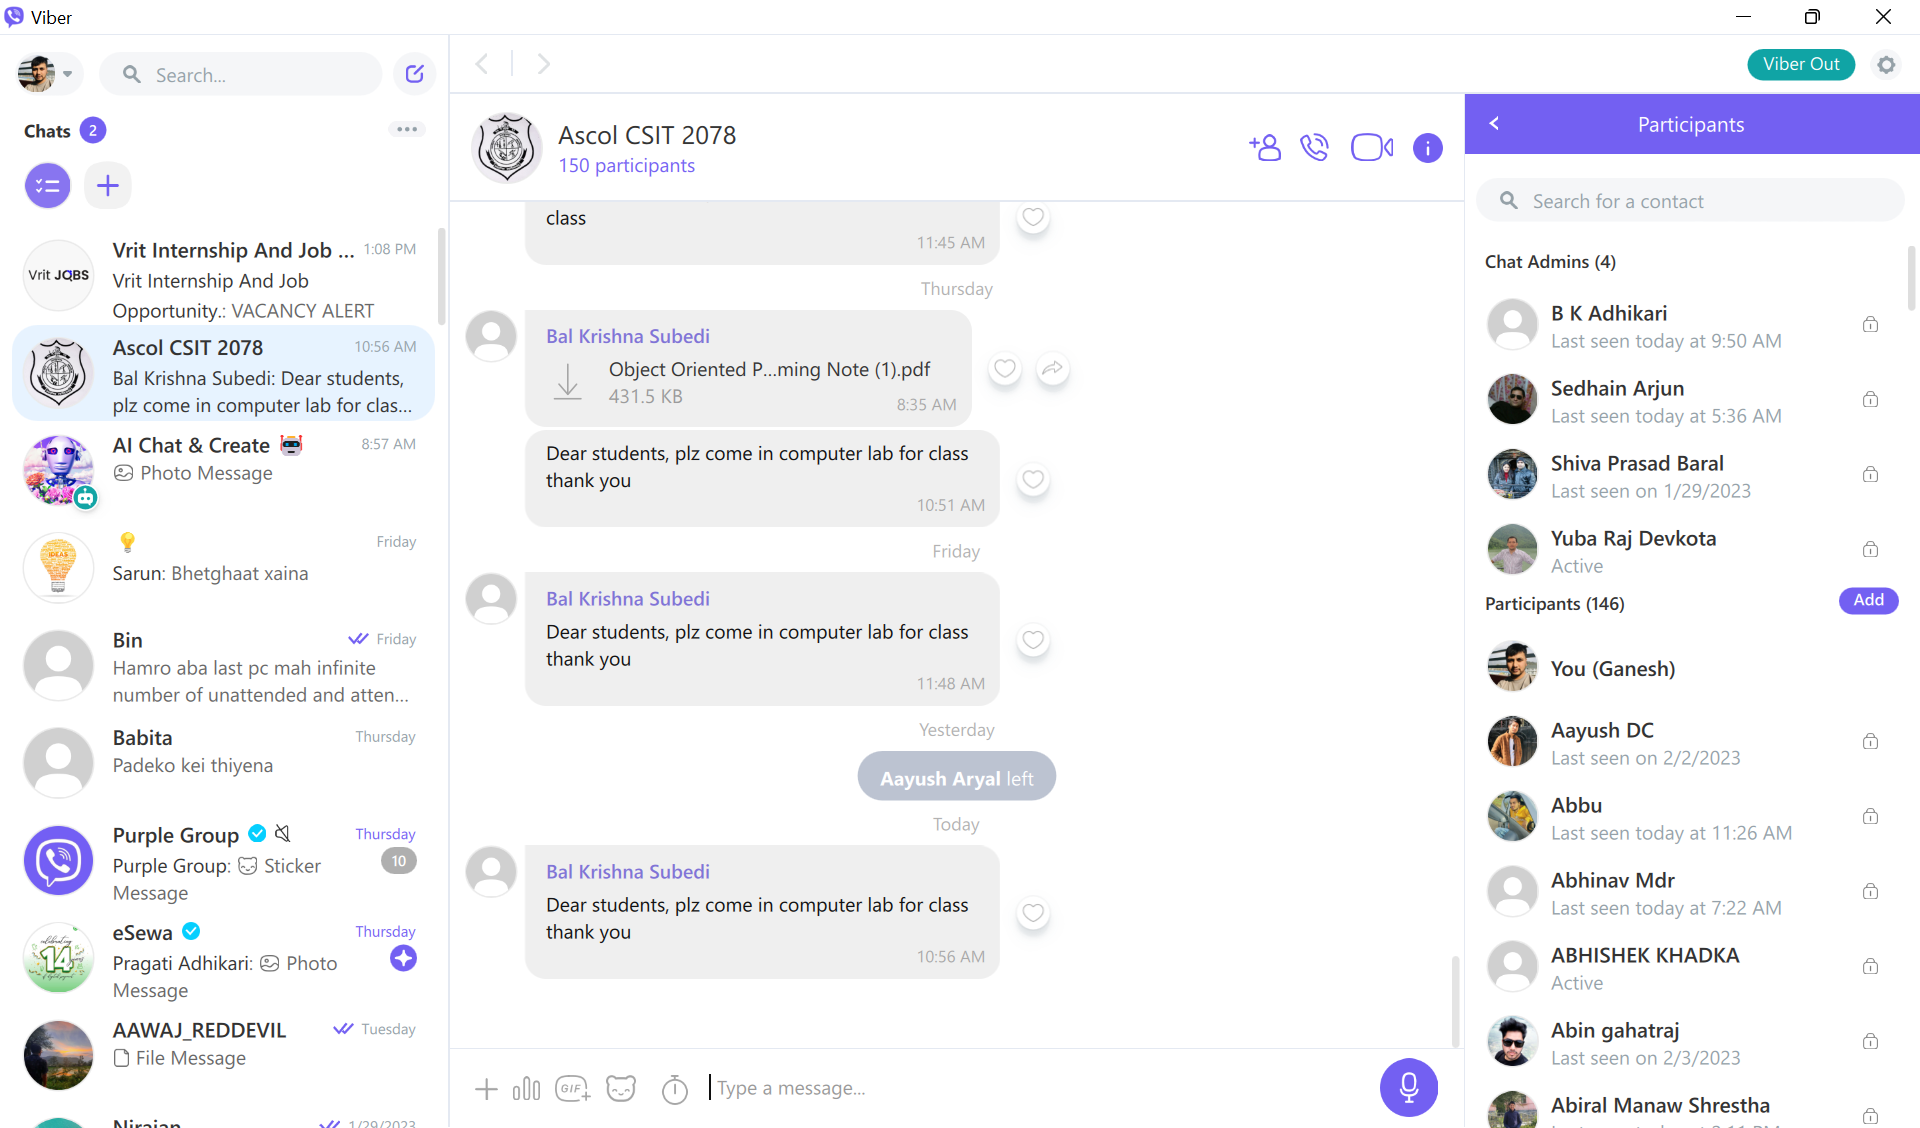 Viber
Search...
Viber Out
Chats 2
Vrit JOBS
Vrit Internship And Job ... 1:08 PM
Vrit Internship And Job
Opportunity.: VACANCY ALERT
Ascol CSIT 2078 10:56 AM
Bal Krishna Subedi: Dear students,
plz come in computer lab for clas...
AI Chat & Create 8:57 AM
Photo Message
IDEAS
Friday
Sarun: Bhetghaat xaina
Bin Friday
Hamro aba last pc mah infinite
number of unattended and atten...
Babita Thursday
Padeko kei thiyena
Purple Group Thursday
Purple Group: Sticker 10
Message
14
eSewa Thursday
Pragati Adhikari: Photo
Message
AAWAJ_REDDEVIL Tuesday
File Message
Nirajan 1/29/2023
Ascol CSIT 2078
150 participants
class
11:45 AM
Thursday
Bal Krishna Subedi
Object Oriented P...ming Note (1).pdf
431.5 KB
8:35 AM
Dear students, plz come in computer lab for class
thank you
10:51 AM
Friday
Bal Krishna Subedi
Dear students, plz come in computer lab for class
thank you
11:48 AM
Yesterday
Aayush Aryal left
Today
Bal Krishna Subedi
Dear students, plz come in computer lab for class
thank you
10:56 AM
GIF
Type a message...
Participants
Search for a contact
Chat Admins (4)
B K Adhikari
Last seen today at 9:50 AM
Sedhain Arjun
Last seen today at 5:36 AM
Shiva Prasad Baral
Last seen on 1/29/2023
Yuba Raj Devkota
Active
Participants (146) Add
You (Ganesh)
Aayush DC
Last seen on 2/2/2023
Abbu
Last seen today at 11:26 AM
Abhinav Mdr
Last seen today at 7:22 AM
ABHISHEK KHADKA
Active
Abin gahatraj
Last seen on 2/3/2023
Abiral Manaw Shrestha